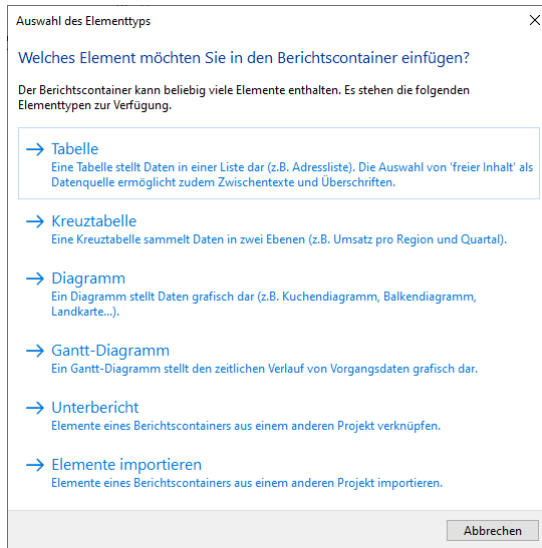 Auswahl des Elementtyps
Welches Element möchten Sie in den Berichtscontainer einfügen?
Der Berichtscontainer kann beliebig viele Elemente enthalten. Es stehen die folgenden
Elementtypen zur Verfügung.
Tabelle
Eine Tabelle stellt Daten in einer Liste dar (z.B. Adressliste). Die Auswahl von 'freier Inhalt' als
Datenquelle ermöglicht zudem Zwischentexte und Überschriften.
Kreuztabelle
Eine Kreuztabelle sammelt Daten in zwei Ebenen (z.B. Umsatz pro Region und Quartal).
Diagramm
Ein Diagramm stellt Daten grafisch dar (z.B. Kuchendiagramm, Balkendiagramm,
Landkarte...).
Gantt-Diagramm
Ein Gantt-Diagramm stellt den zeitlichen Verlauf von Vorgangsdaten grafisch dar.
Unterbericht
Elemente eines Berichtscontainers aus einem anderen Projekt verknüpfen.
Elemente importieren
Elemente eines Berichtscontainers aus einem anderen Projekt importieren.
Abbrechen